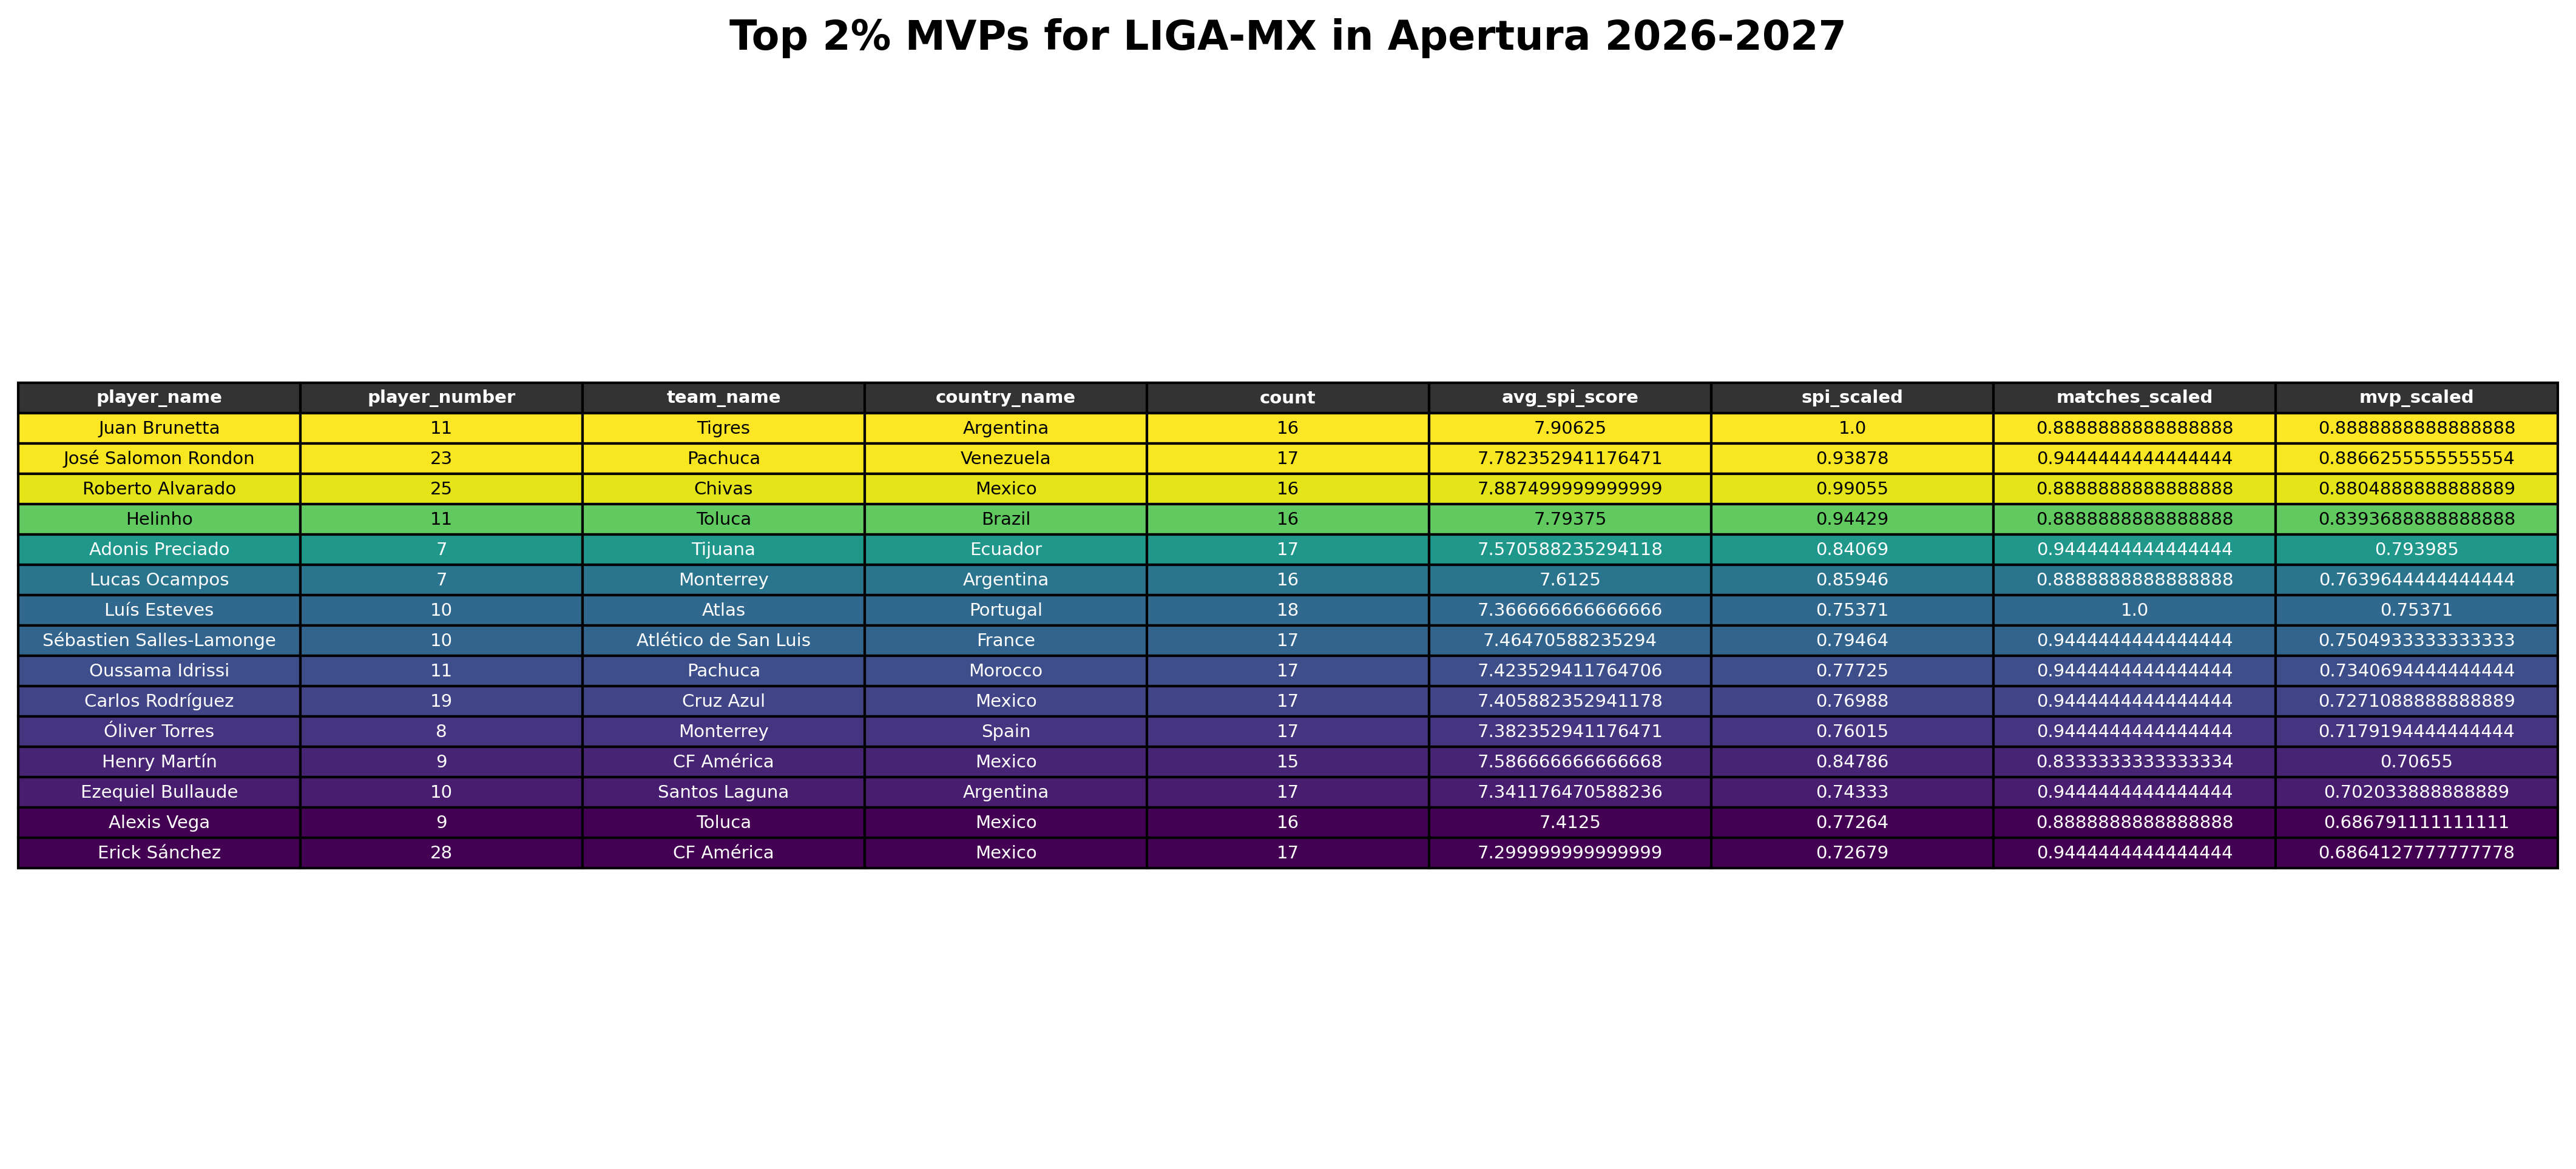 Top 2% MVPs for LIGA-MX in Apertura 2026-2027
player_name player_number team_name country_name count avg_spi_score spi_scaled matches_scaled mvp_scaled
Juan Brunetta 11 Tigres Argentina 16 7.90625 1.0 0.8888888888888888 0.8888888888888888
José Salomon Rondon 23 Pachuca Venezuela 17 7.782352941176471 0.93878 0.9444444444444444 0.8866255555555554
Roberto Alvarado 25 Chivas Mexico 16 7.887499999999999 0.99055 0.8888888888888888 0.8804888888888889
Helinho 11 Toluca Brazil 16 7.79375 0.94429 0.8888888888888888 0.8393688888888888
Adonis Preciado 7 Tijuana Ecuador 17 7.570588235294118 0.84069 0.9444444444444444 0.793985
Lucas Ocampos 7 Monterrey Argentina 16 7.6125 0.85946 0.8888888888888888 0.7639644444444444
Luís Esteves 10 Atlas Portugal 18 7.366666666666666 0.75371 1.0 0.75371
Sébastien Salles-Lamonge 10 Atlético de San Luis France 17 7.46470588235294 0.79464 0.9444444444444444 0.7504933333333333
Oussama Idrissi 11 Pachuca Morocco 17 7.423529411764706 0.77725 0.9444444444444444 0.7340694444444444
Carlos Rodríguez 19 Cruz Azul Mexico 17 7.405882352941178 0.76988 0.9444444444444444 0.7271088888888889
Óliver Torres 8 Monterrey Spain 17 7.382352941176471 0.76015 0.9444444444444444 0.7179194444444444
Henry Martín 9 CF América Mexico 15 7.586666666666668 0.84786 0.8333333333333334 0.70655
Ezequiel Bullaude 10 Santos Laguna Argentina 17 7.341176470588236 0.74333 0.9444444444444444 0.702033888888889
Alexis Vega 9 Toluca Mexico 16 7.4125 0.77264 0.8888888888888888 0.686791111111111
Erick Sánchez 28 CF América Mexico 17 7.299999999999999 0.72679 0.9444444444444444 0.6864127777777778